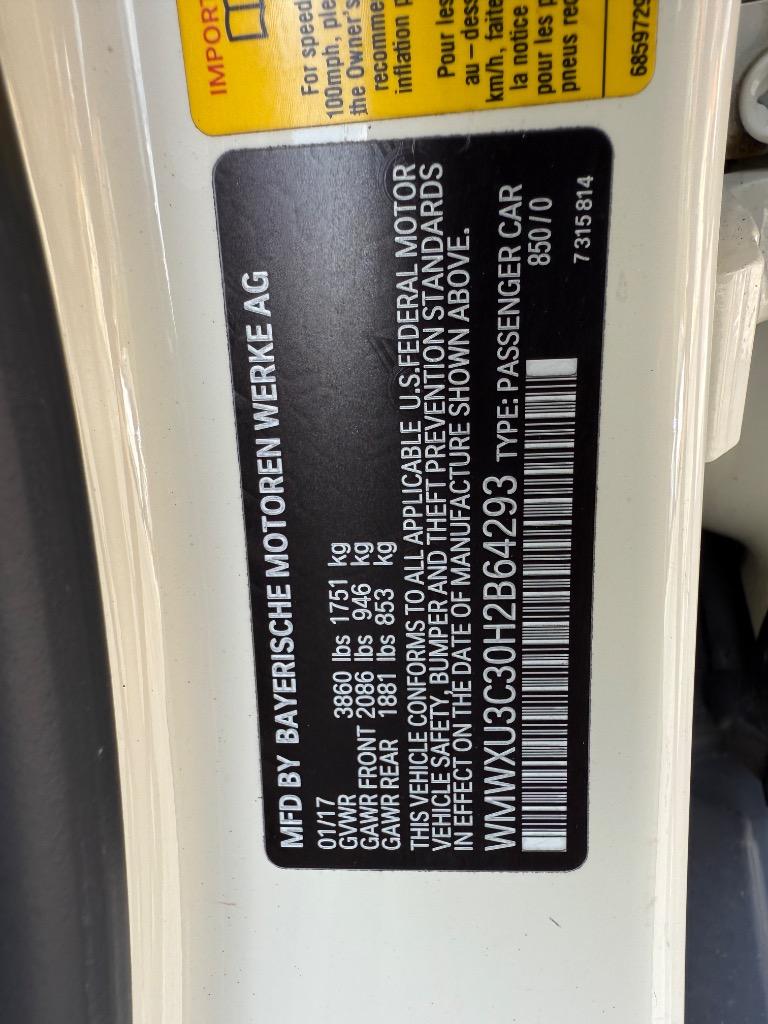 IMPOR
For speed
100mph, ple
the Owner's
recomme
inflation p
Pour les
au - dess
km/h, faite
la notice
pour les p
pneus rec
6859729
MFD BY BAYERISCHE MOTOREN WERKE AG
01/17
GVWR 3860 lbs 1751 kg
GAWR FRONT 2086 lbs 946 kg
GAWR REAR 1881 lbs 853 kg
THIS VEHICLE CONFORMS TO ALL APPLICABLE U.S.FEDERAL MOTOR
VEHICLE SAFETY, BUMPER AND THEFT PREVENTION STANDARDS
IN EFFECT ON THE DATE OF MANUFACTURE SHOWN ABOVE.
WMWXU3C30H2B64293 TYPE: PASSENGER CAR
850 / 0
7 315 814